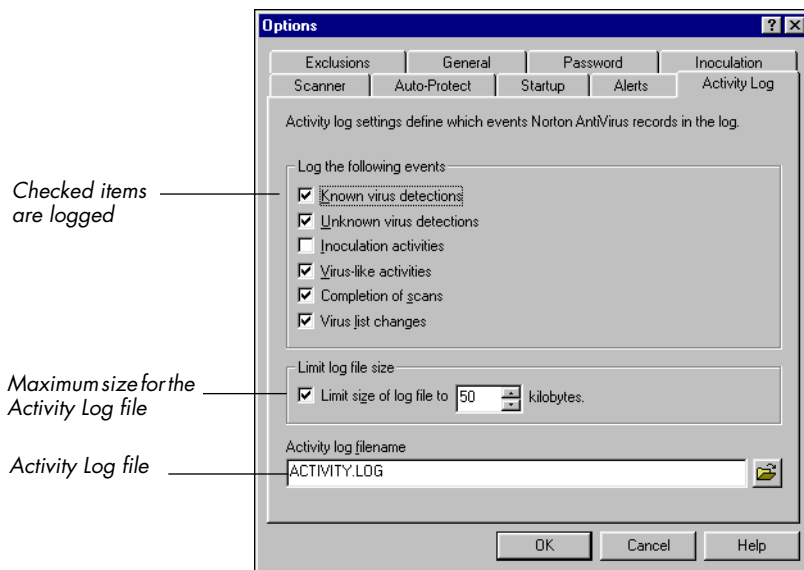 Options
Exclusions General Password Inoculation
Scanner Auto-Protect Startup Alerts Activity Log
Activity log settings define which events Norton AntiVirus records in the log.
Log the following events
Checked items
are logged
Known virus detections
Unknown virus detections
Inoculation activities
Virus-like activities
Completion of scans
Virus list changes
Limit log file size
Maximum size for the
Activity Log file
Limit size of log file to 50 kilobytes.
Activity log filename
Activity Log file
ACTIVITY.LOG
OK Cancel Help